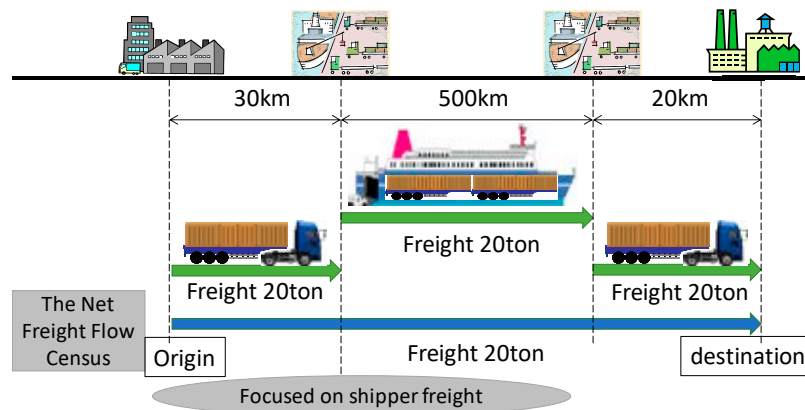 30km
500km
20km
Freight 20ton
Freight 20ton
Freight 20ton
The Net
Freight Flow
Census
Origin
Freight 20ton
destination
Focused on shipper freight